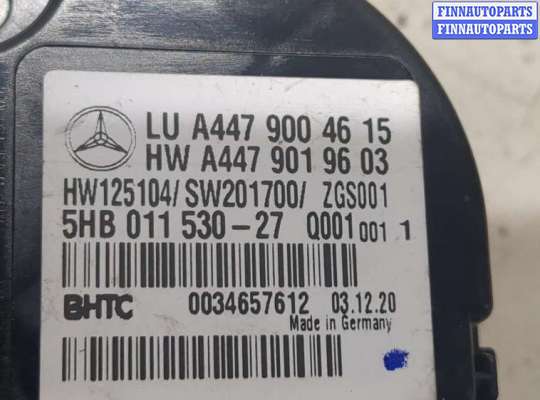 FINNAUTOPARTS
FINNAUTOPARTS
LU A447 900 46 15
HW A447 901 96 03
HW125104/ SW201700/ ZGS001
5HB 011 530-27 Q001 001 1
BHTC 0034657612 03.12.20
Made in Germany